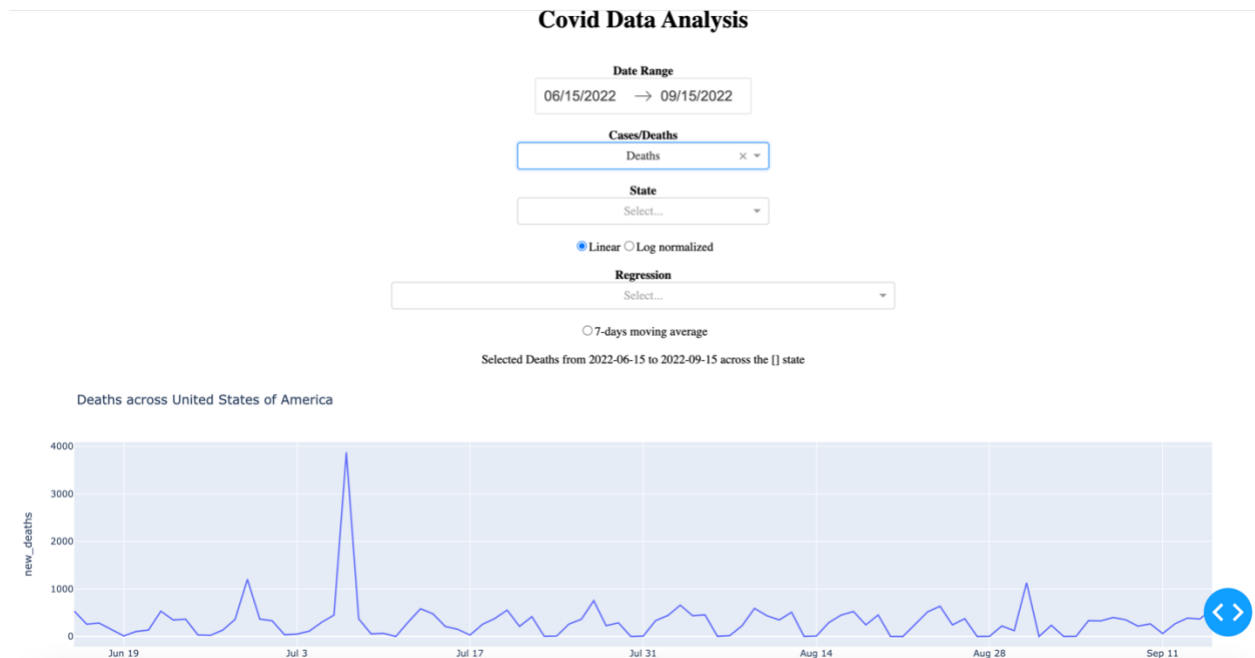 Covid Data Analysis
Date Range
06/15/2022 → 09/15/2022
Cases/Deaths
Deaths ×
State
Select...
Linear Log normalized
Regression
Select...
7-days moving average
Selected Deaths from 2022-06-15 to 2022-09-15 across the [] state
Deaths across United States of America
new_deaths
4000
3000
2000
1000
0
Jun 19 Jul 3 Jul 17 Jul 31 Aug 14 Aug 28 Sep 11